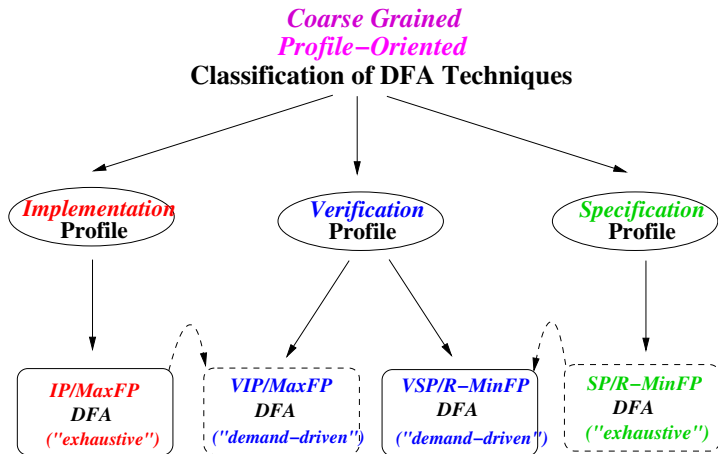 Coarse Grained
Profile−Oriented
Classification of DFA Techniques
Implementation
Profile
Verification
Profile
Specification
Profile
IP/MaxFP
DFA
("exhaustive")
VIP/MaxFP
DFA
("demand−driven")
VSP/R−MinFP
DFA
("demand−driven")
SP/R−MinFP
DFA
("exhaustive")